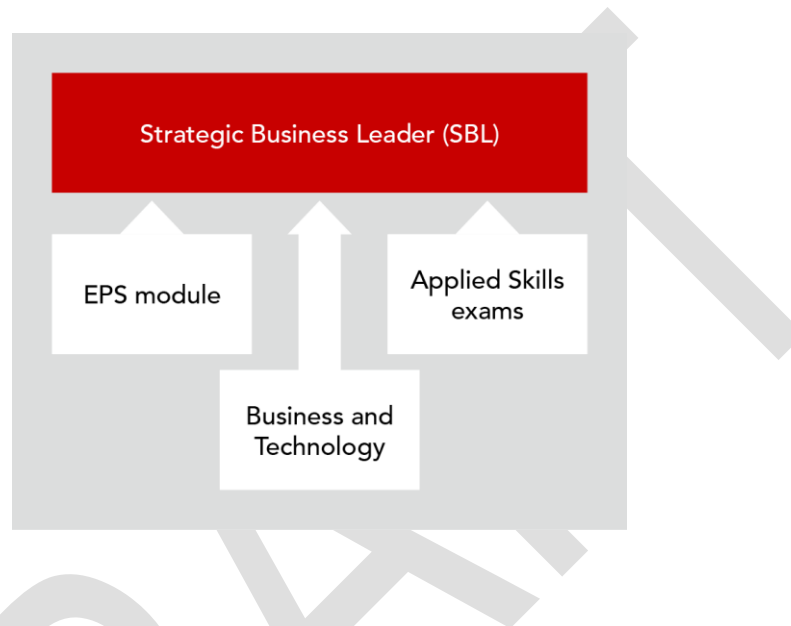 Strategic Business Leader (SBL)
EPS module
Applied Skills
exams
Business and
Technology